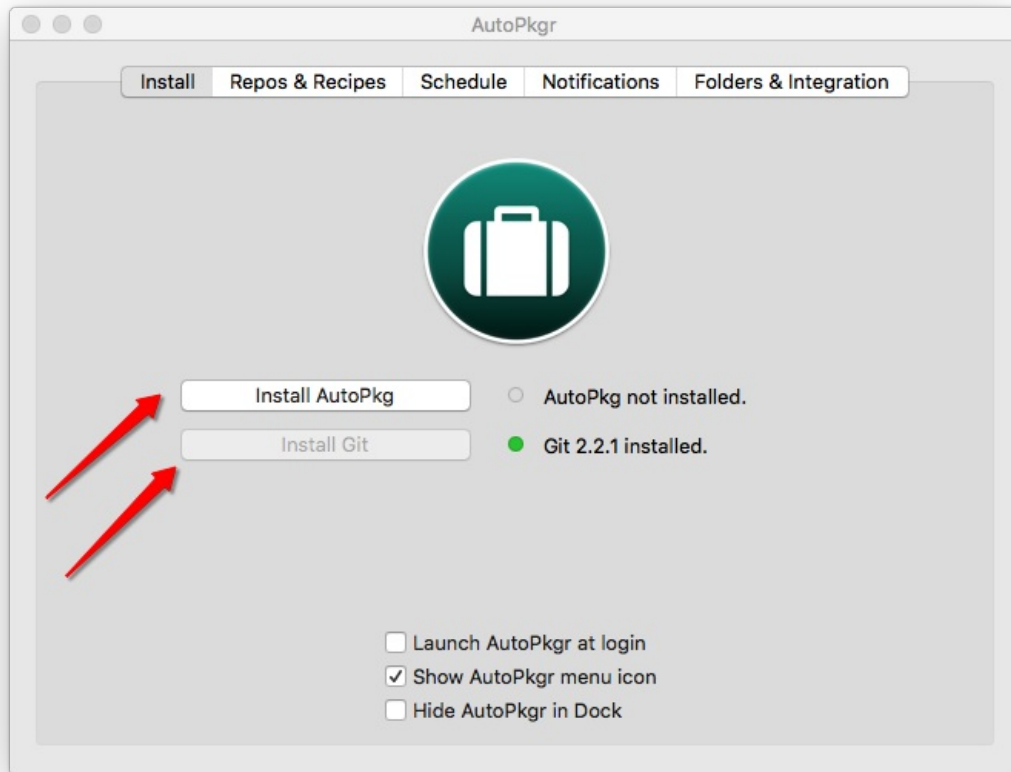 AutoPkgr
Install Repos & Recipes Schedule Notifications Folders & Integration
Install AutoPkg AutoPkg not installed.
Install Git Git 2.2.1 installed.
Launch AutoPkgr at login
Show AutoPkgr menu icon
Hide AutoPkgr in Dock